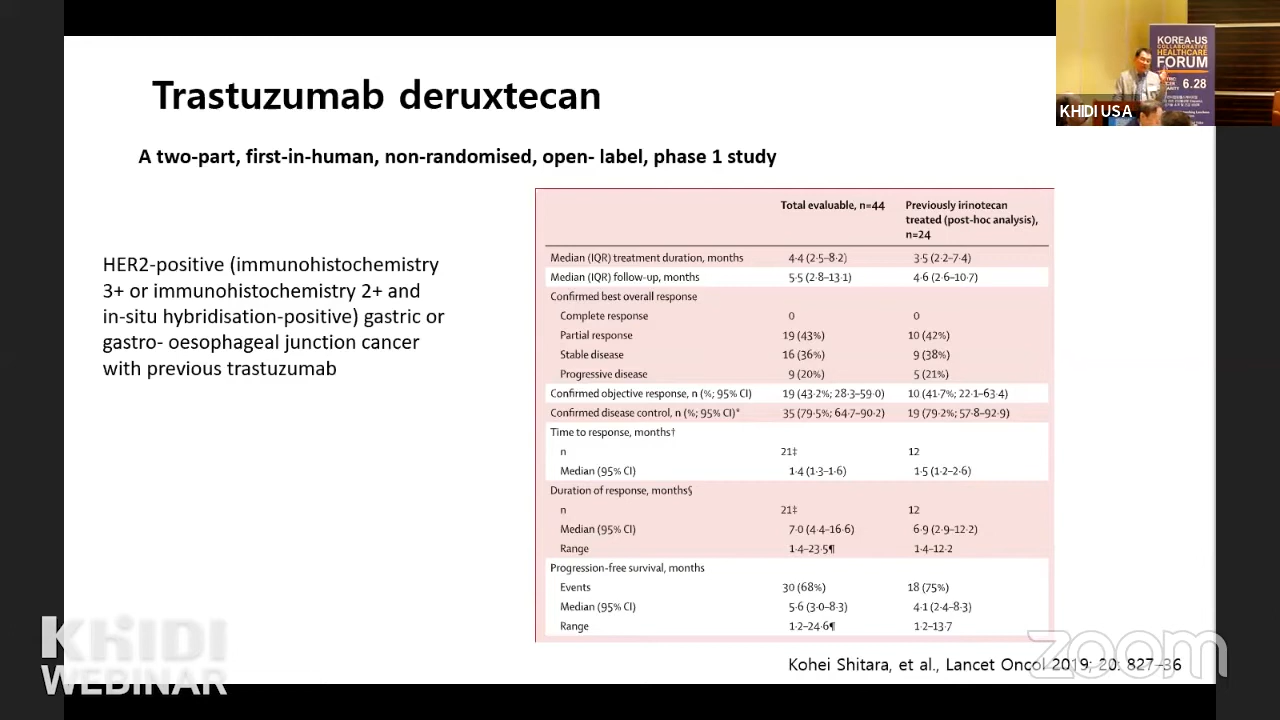 Trastuzumab deruxtecan
A two-part, first-in-human, non-randomised, open- label, phase 1 study
HER2-positive (immunohistochemistry
3+ or immunohistochemistry 2+ and
in-situ hybridisation-positive) gastric or
gastro- oesophageal junction cancer
with previous trastuzumab
Total evaluable, n=44
Previously irinotecan
treated (post-hoc analysis),
n=24
Median (IQR) treatment duration, months 4·4 (2·5–8·2) 3·5 (2·2–7·4)
Median (IQR) follow-up, months 5·5 (2·8–13·1) 4·6 (2·6–10·7)
Confirmed best overall response
Complete response 0 0
Partial response 19 (43%) 10 (42%)
Stable disease 16 (36%) 9 (38%)
Progressive disease 9 (20%) 5 (21%)
Confirmed objective response, n (%; 95% CI) 19 (43·2%; 28·3–59·0) 10 (41·7%; 22·1–63·4)
Confirmed disease control, n (%; 95% CI)* 35 (79·5%; 64·7–90·2) 19 (79·2%; 57·8–92·9)
Time to response, months†
n 21‡ 12
Median (95% CI) 1·4 (1·3–1·6) 1·5 (1·2–2·6)
Duration of response, months§
n 21‡ 12
Median (95% CI) 7·0 (4·4–16·6) 6·9 (2·9–12·2)
Range 1·4–23·5¶ 1·4–12·2
Progression-free survival, months
Events 30 (68%) 18 (75%)
Median (95% CI) 5·6 (3·0–8·3) 4·1 (2·4–8·3)
Range 1·2–24·6¶ 1·2–13·7
Kohei Shitara, et al., Lancet Oncol 2019; 20: 827–36
KOREA-US
COLLABORATIVE
HEALTHCARE
FORUM
6.28
KHIDI USA
KHIDI
WEBINAR
zoom